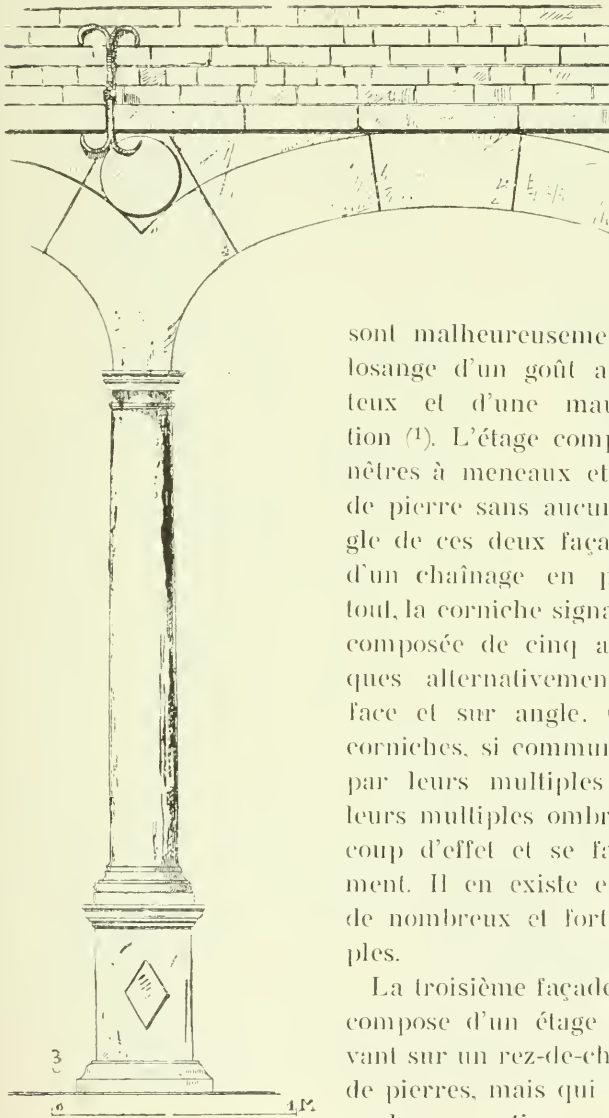 sont malheureuseme
losange d'un goût a
teux et d'une mau
tion (1). L'étage comp
nêtres à meneaux et
de pierre sans aucun
gle de ces deux faça
d'un chaînage en p
tout, la corniche signa
composée de cinq a
ques alternativemen
face et sur angle. C
corniches, si commun
par leurs multiples
leurs multiples ombr
coup d'effet et se fa
ment. Il en existe e
de nombreux et fort
ples.
La troisième façade
compose d'un étage
vant sur un rez-de-ch
de pierres, mais qui
3
0
1,M